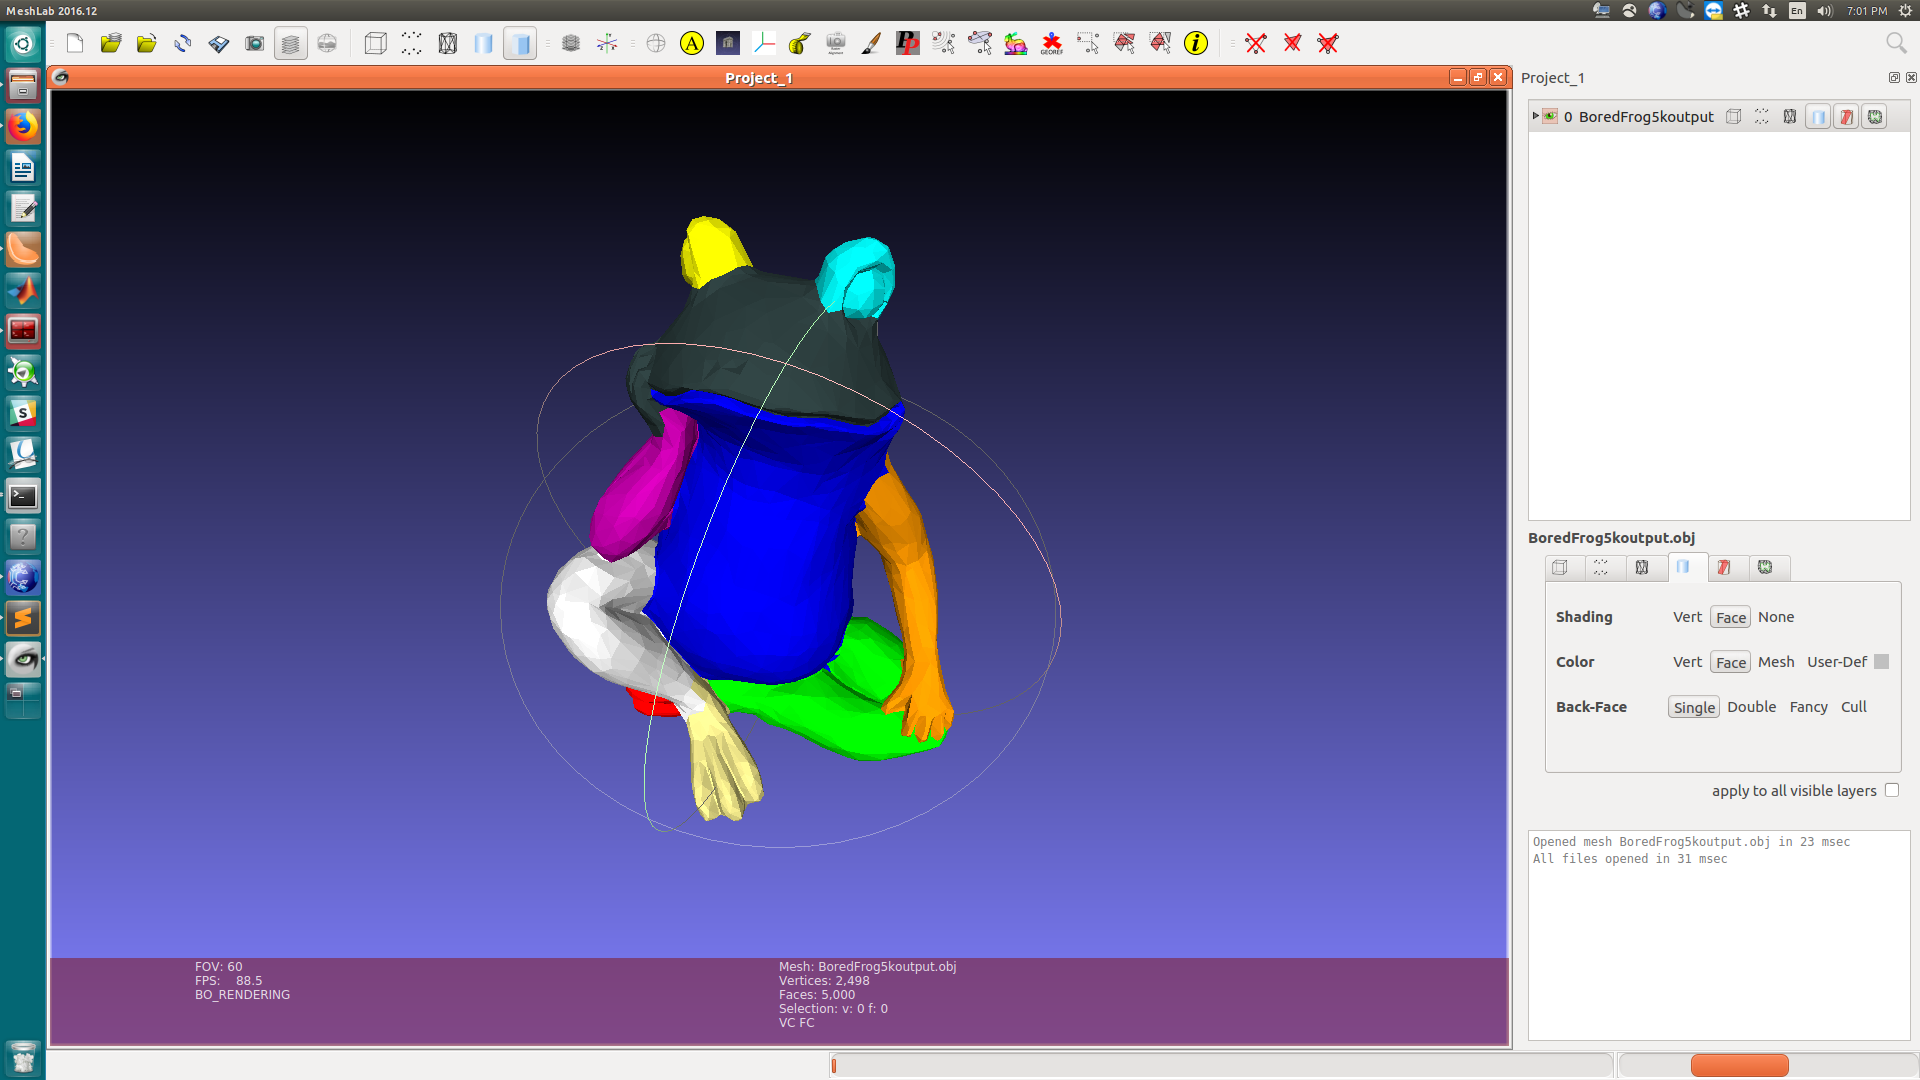 MeshLab 2016.12
En
7:01 PM
A
PP
GEOREF
i
Project_1
Project_1
0 BoredFrog5koutput
BoredFrog5koutput.obj
Shading Vert Face None
Color Vert Face Mesh User-Def
Back-Face Single Double Fancy Cull
apply to all visible layers
Opened mesh BoredFrog5koutput.obj in 23 msec
All files opened in 31 msec
FOV: 60
FPS: 88.5
BO_RENDERING
Mesh: BoredFrog5koutput.obj
Vertices: 2,498
Faces: 5,000
Selection: v: 0 f: 0
VC FC